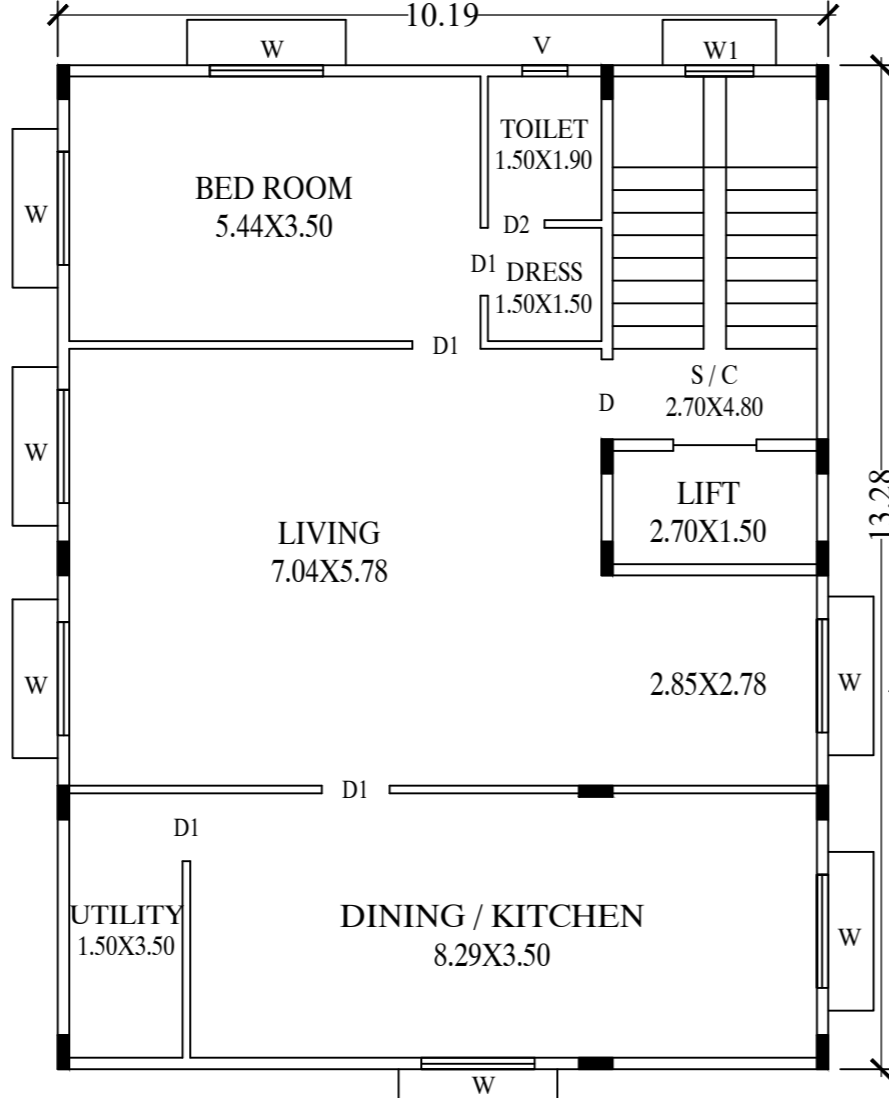 10.19
W
V
W1
TOILET
1.50X1.90
BED ROOM
5.44X3.50
W
D2
D1
DRESS
1.50X1.50
D1
S / C
2.70X4.80
D
W
LIFT
2.70X1.50
13.28
LIVING
7.04X5.78
W
2.85X2.78
W
D1
D1
UTILITY
1.50X3.50
DINING / KITCHEN
8.29X3.50
W
W